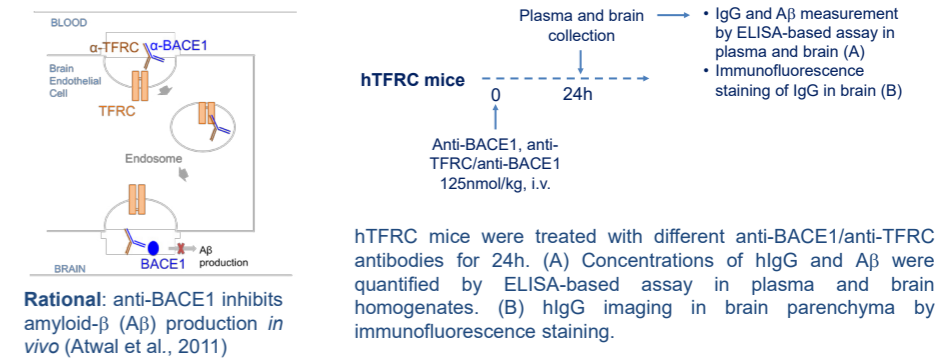 BLOOD
α-TFRC
α-BACE1
Brain
Endothelial
Cell
TFRC
Endosome
Aβ
production
BACE1
BRAIN
Rational: anti-BACE1 inhibits
amyloid-β (Aβ) production in
vivo (Atwal et al., 2011)
Plasma and brain
collection
• IgG and Aβ measurement
by ELISA-based assay in
plasma and brain (A)
• Immunofluorescence
staining of IgG in brain (B)
hTFRC mice
0
24h
Anti-BACE1, anti-
TFRC/anti-BACE1
125nmol/kg, i.v.
hTFRC mice were treated with different anti-BACE1/anti-TFRC
antibodies for 24h. (A) Concentrations of hIgG and Aβ were
quantified by ELISA-based assay in plasma and brain
homogenates. (B) hIgG imaging in brain parenchyma by
immunofluorescence staining.